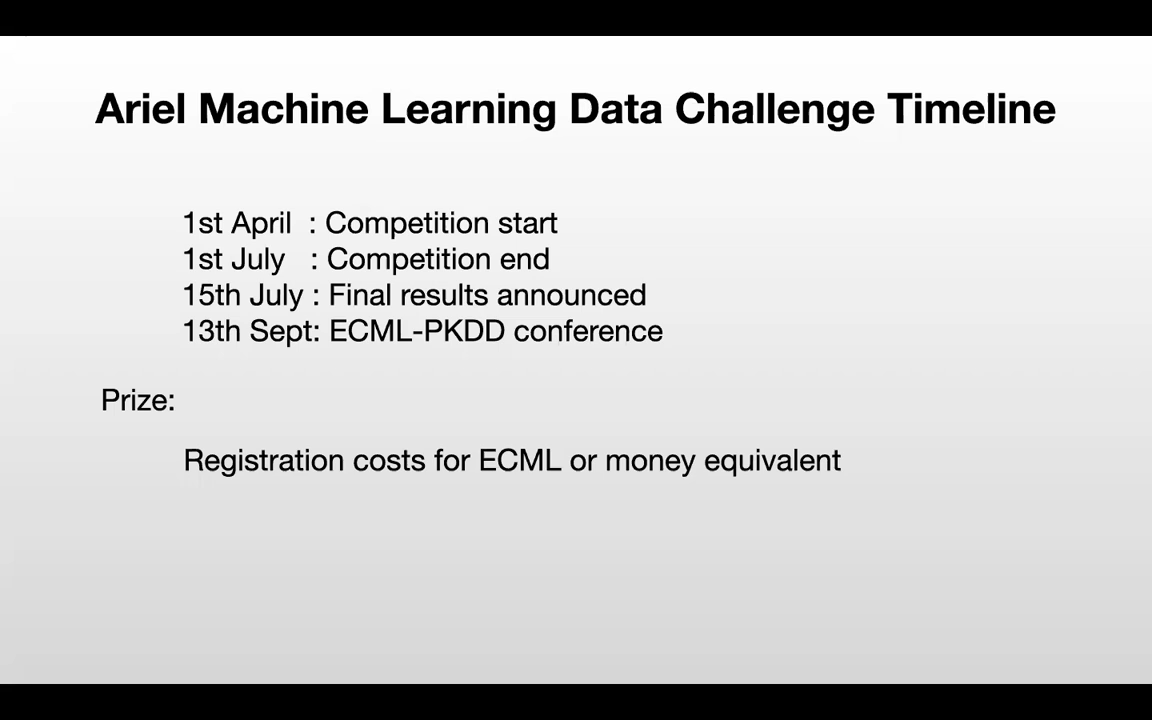 Ariel Machine Learning Data Challenge Timeline
1st April : Competition start
1st July : Competition end
15th July : Final results announced
13th Sept: ECML-PKDD conference
Prize:
Registration costs for ECML or money equivalent